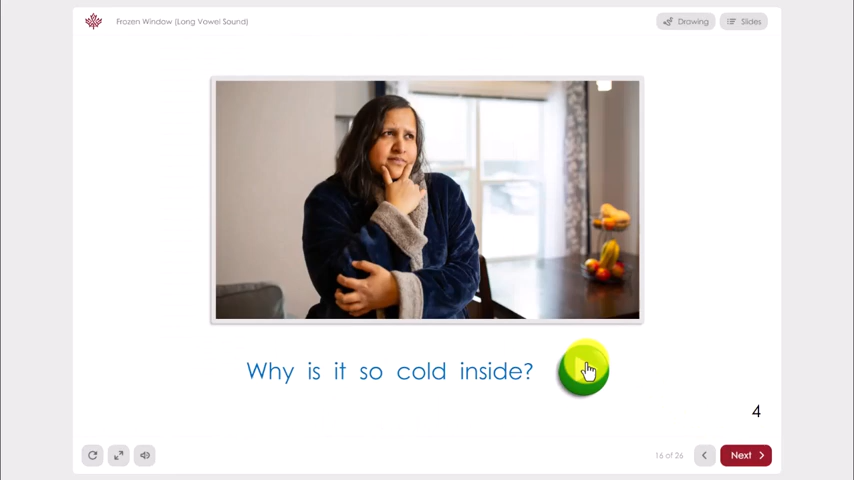 Frozen Window (Long Vowel Sound)
Drawing
Slides
Why is it so cold inside?
4
16 of 26
Next